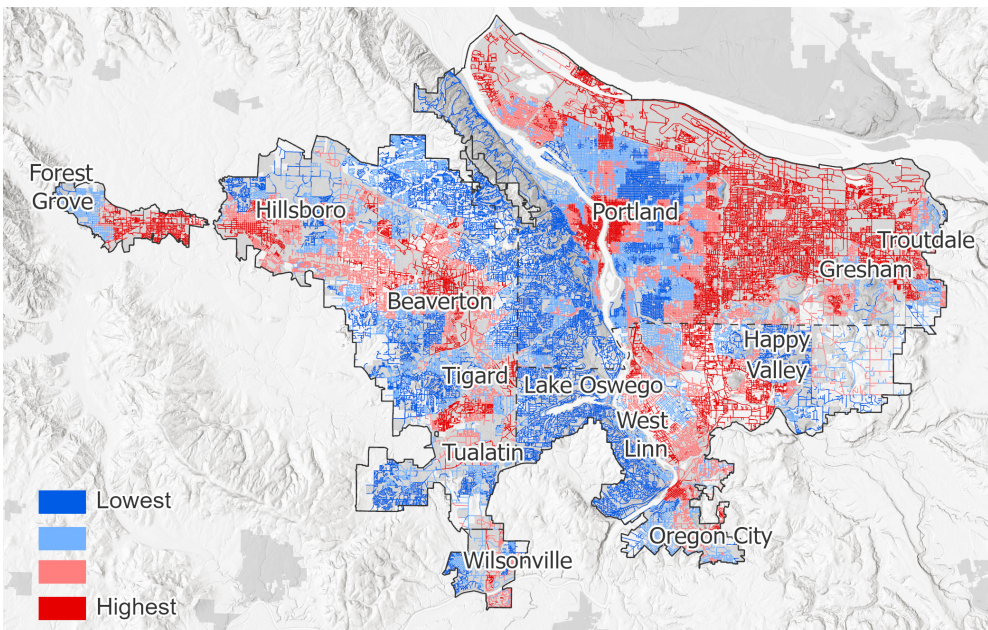 Forest
Grove
Hillsboro
Portland
Troutdale
Gresham
Beaverton
Happy
Valley
Tigard
Lake Oswego
West
Linn
Tualatin
Oregon City
Wilsonville
Lowest
Highest